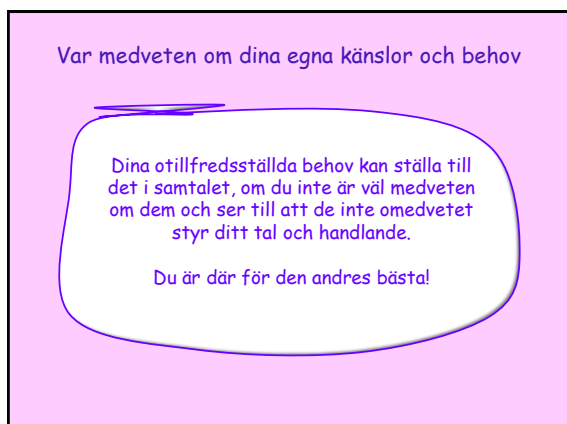 Var medveten om dina egna känslor och behov
Dina otillfredsställda behov kan ställa till
det i samtalet, om du inte är väl medveten
om dem och ser till att de inte omedvetet
styr ditt tal och handlande.
Du är där för den andres bästa!